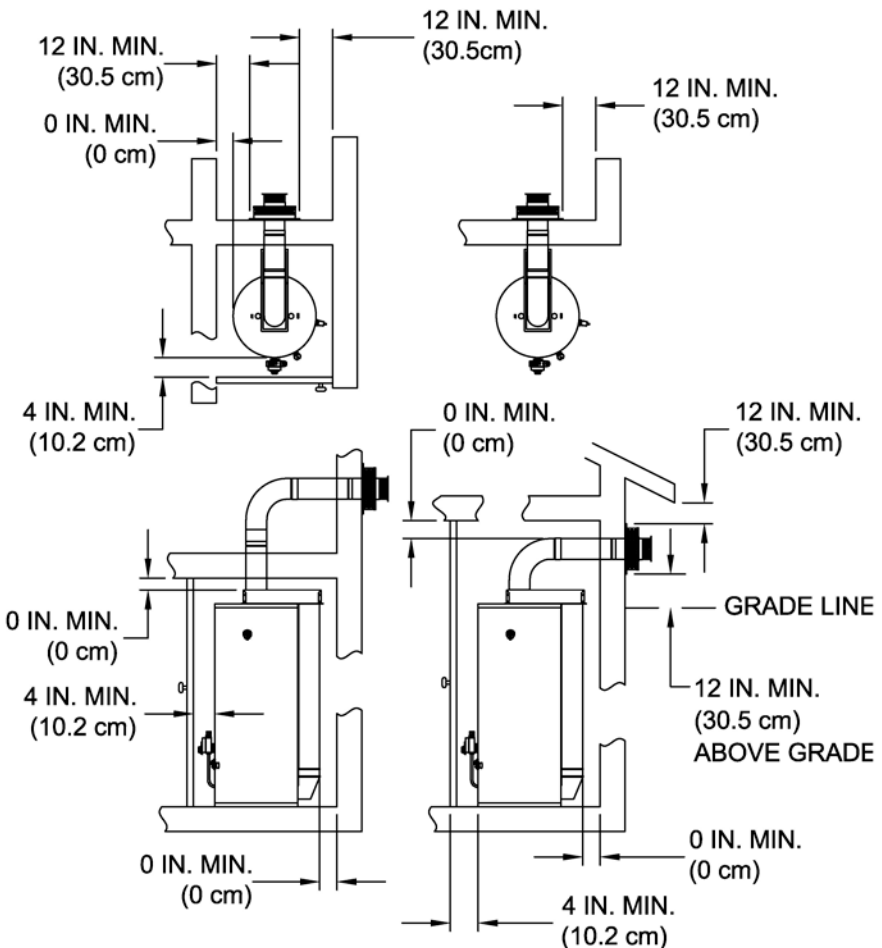 12 IN. MIN.
(30.5 cm)
12 IN. MIN.
(30.5cm)
0 IN. MIN.
(0 cm)
12 IN. MIN.
(30.5 cm)
4 IN. MIN.
(10.2 cm)
0 IN. MIN.
(0 cm)
12 IN. MIN.
(30.5 cm)
0 IN. MIN.
(0 cm)
4 IN. MIN.
(10.2 cm)
GRADE LINE
12 IN. MIN.
(30.5 cm)
ABOVE GRADE
0 IN. MIN.
(0 cm)
0 IN. MIN.
(0 cm)
4 IN. MIN.
(10.2 cm)